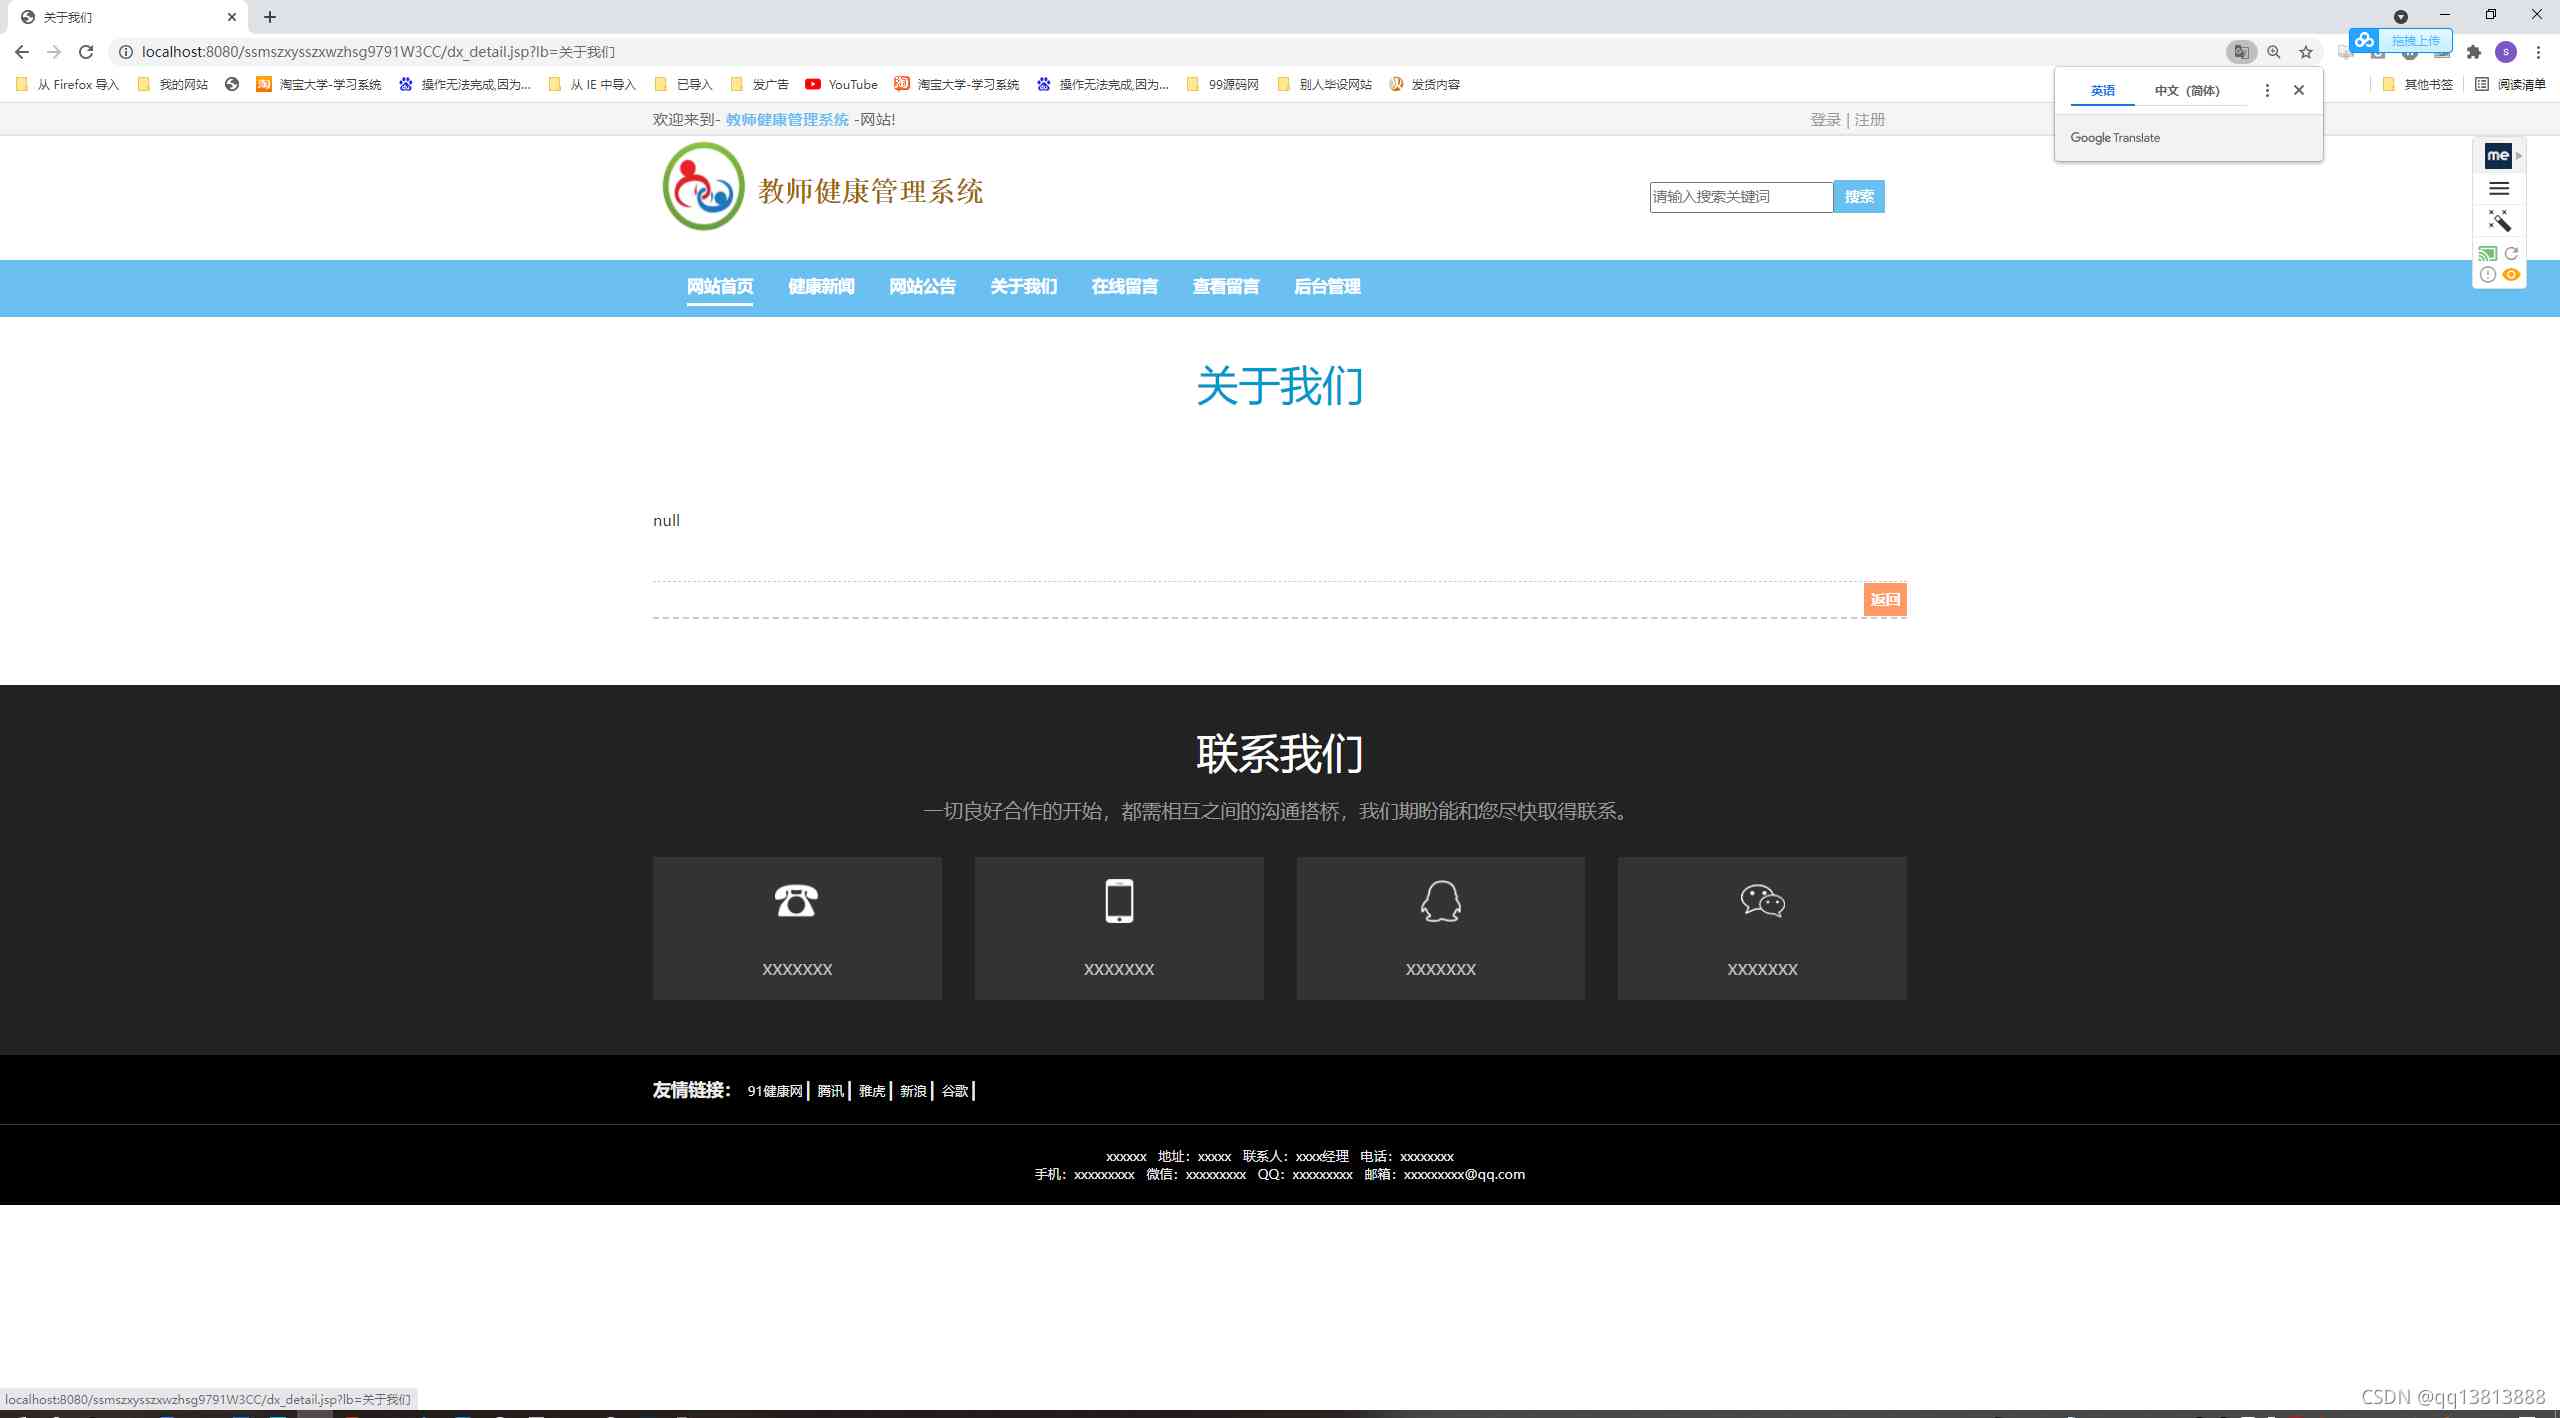 关于我们
localhost:8080/ssmszxysszxwzhsg9791W3CC/dx_detail.jsp?lb=关于我们
拖拽上传
S
从 Firefox 导入 我的网站 淘宝大学-学习系统 操作无法完成,因为... 从 IE 中导入 已导入 发广告 YouTube 淘宝大学-学习系统 操作无法完成,因为... 99源码网 别人毕设网站 发货内容 其他书签 阅读清单
英语 中文（简体）
Google Translate
欢迎来到- 教师健康管理系统 -网站! 登录 | 注册
me
教师健康管理系统
请输入搜索关键词 搜索
网站首页 健康新闻 网站公告 关于我们 在线留言 查看留言 后台管理
关于我们
null
返回
联系我们
一切良好合作的开始，都需相互之间的沟通搭桥，我们期盼能和您尽快取得联系。
XXXXXXX XXXXXXX XXXXXXX XXXXXXX
友情链接： 91健康网 | 腾讯 | 雅虎 | 新浪 | 谷歌 |
xxxxxx 地址：xxxxx 联系人：xxxx经理 电话：xxxxxxxx
手机：xxxxxxxxx 微信：xxxxxxxxx QQ：xxxxxxxxx 邮箱：xxxxxxxxx@qq.com
localhost:8080/ssmszxysszxwzhsg9791W3CC/dx_detail.jsp?lb=关于我们
CSDN @qq13813888